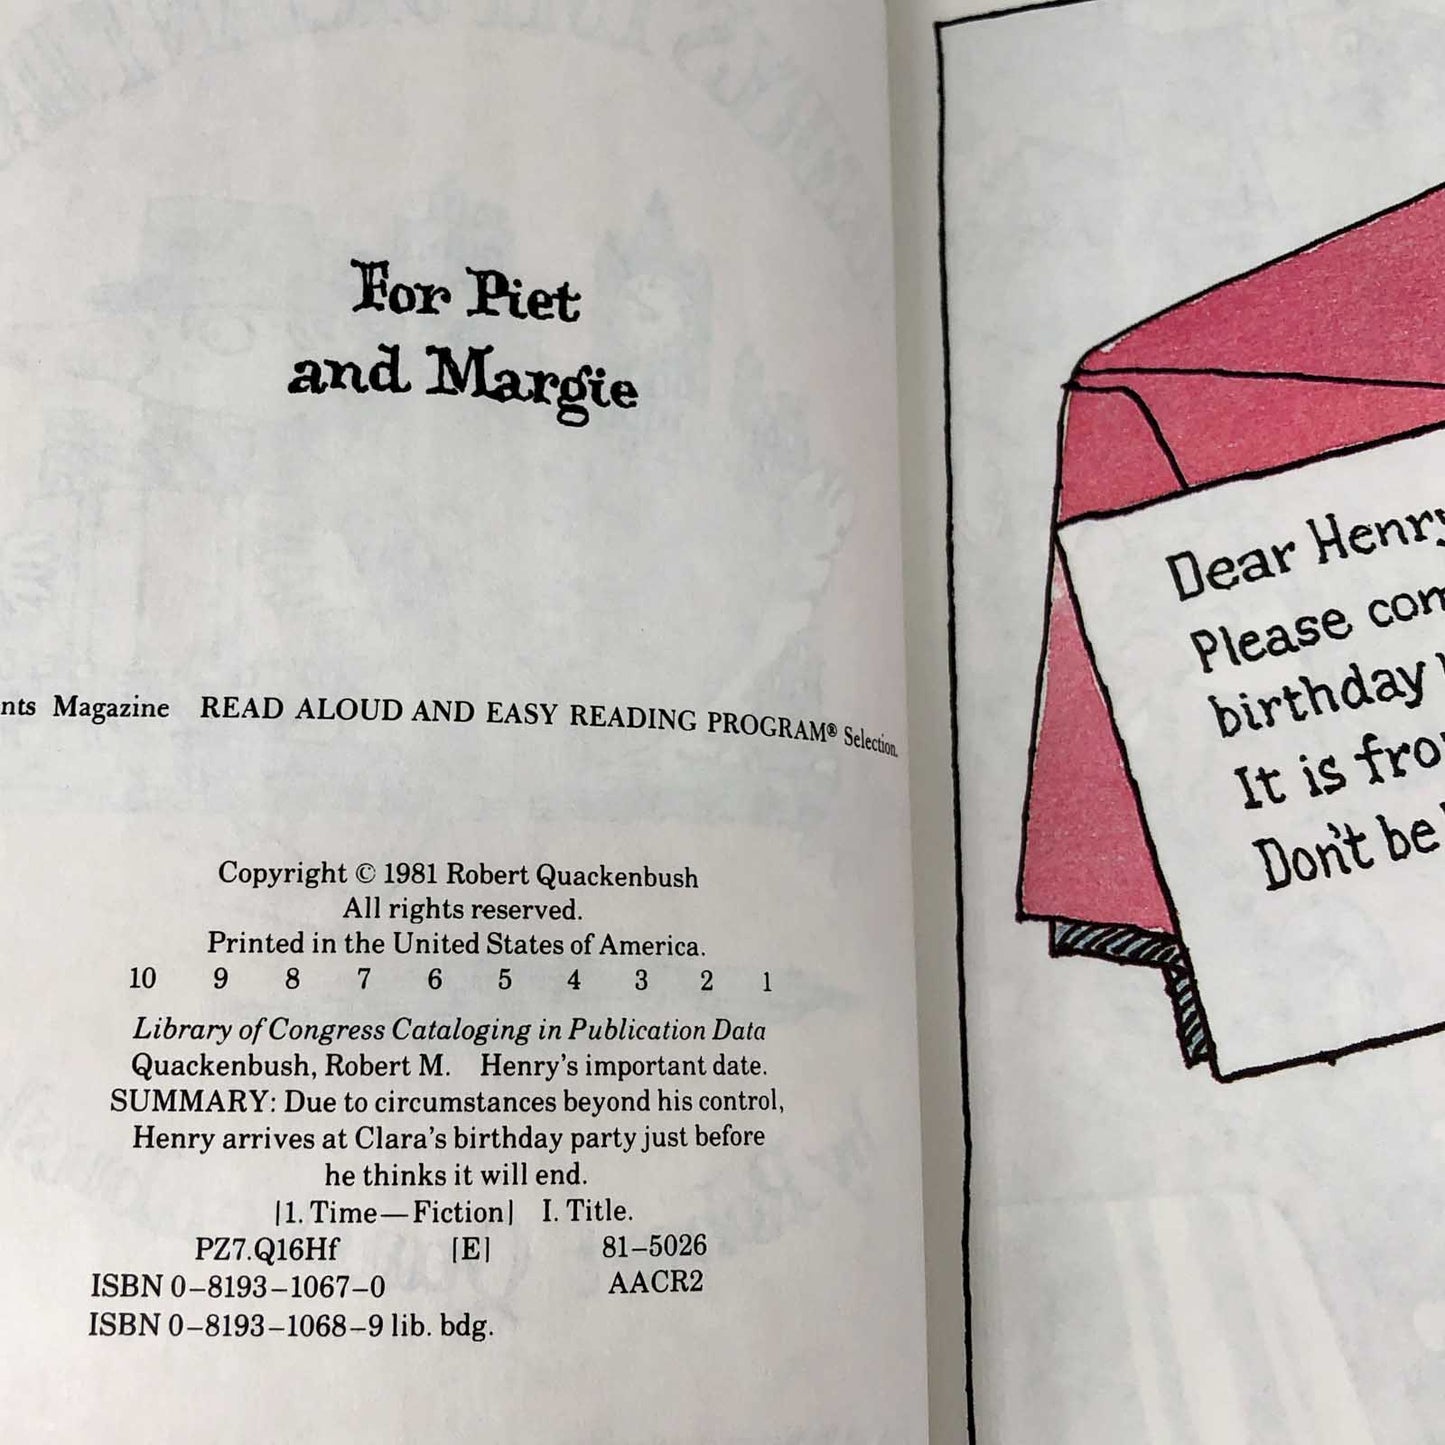 For Piet
and Margie
Magazine READ ALOUD AND EASY READING PROGRAM® Selection.
Copyright © 1981 Robert Quackenbush
All rights reserved.
Printed in the United States of America.
10 9 8 7 6 5 4 3 2 1
Library of Congress Cataloging in Publication Data
Quackenbush, Robert M. Henry's important date.
SUMMARY: Due to circumstances beyond his control,
Henry arrives at Clara's birthday party just before
he thinks it will end.
[1. Time—Fiction] I. Title.
PZ7.Q16Hf [E] 81-5026
ISBN 0-8193-1067-0 AACR2
ISBN 0-8193-1068-9 lib. bdg.
Dear Henry
Please
birthday
It is
Don't be